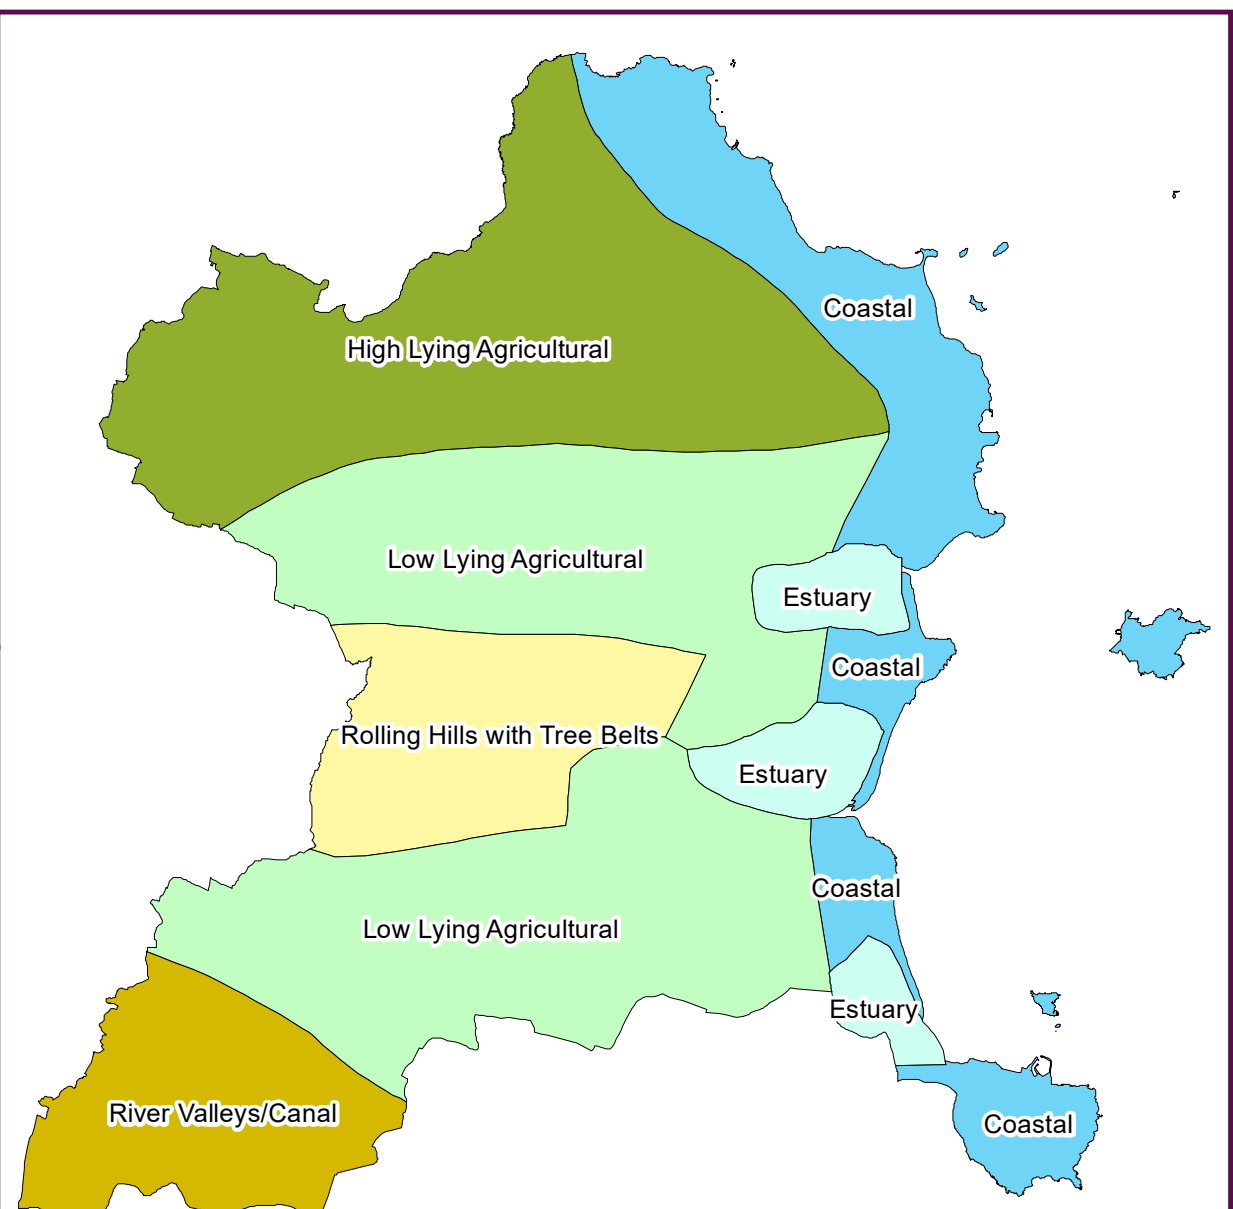 Coastal
High Lying Agricultural
Low Lying Agricultural
Estuary
Coastal
Rolling Hills with Tree Belts
Estuary
Coastal
Low Lying Agricultural
Estuary
River Valleys/Canal
Coastal